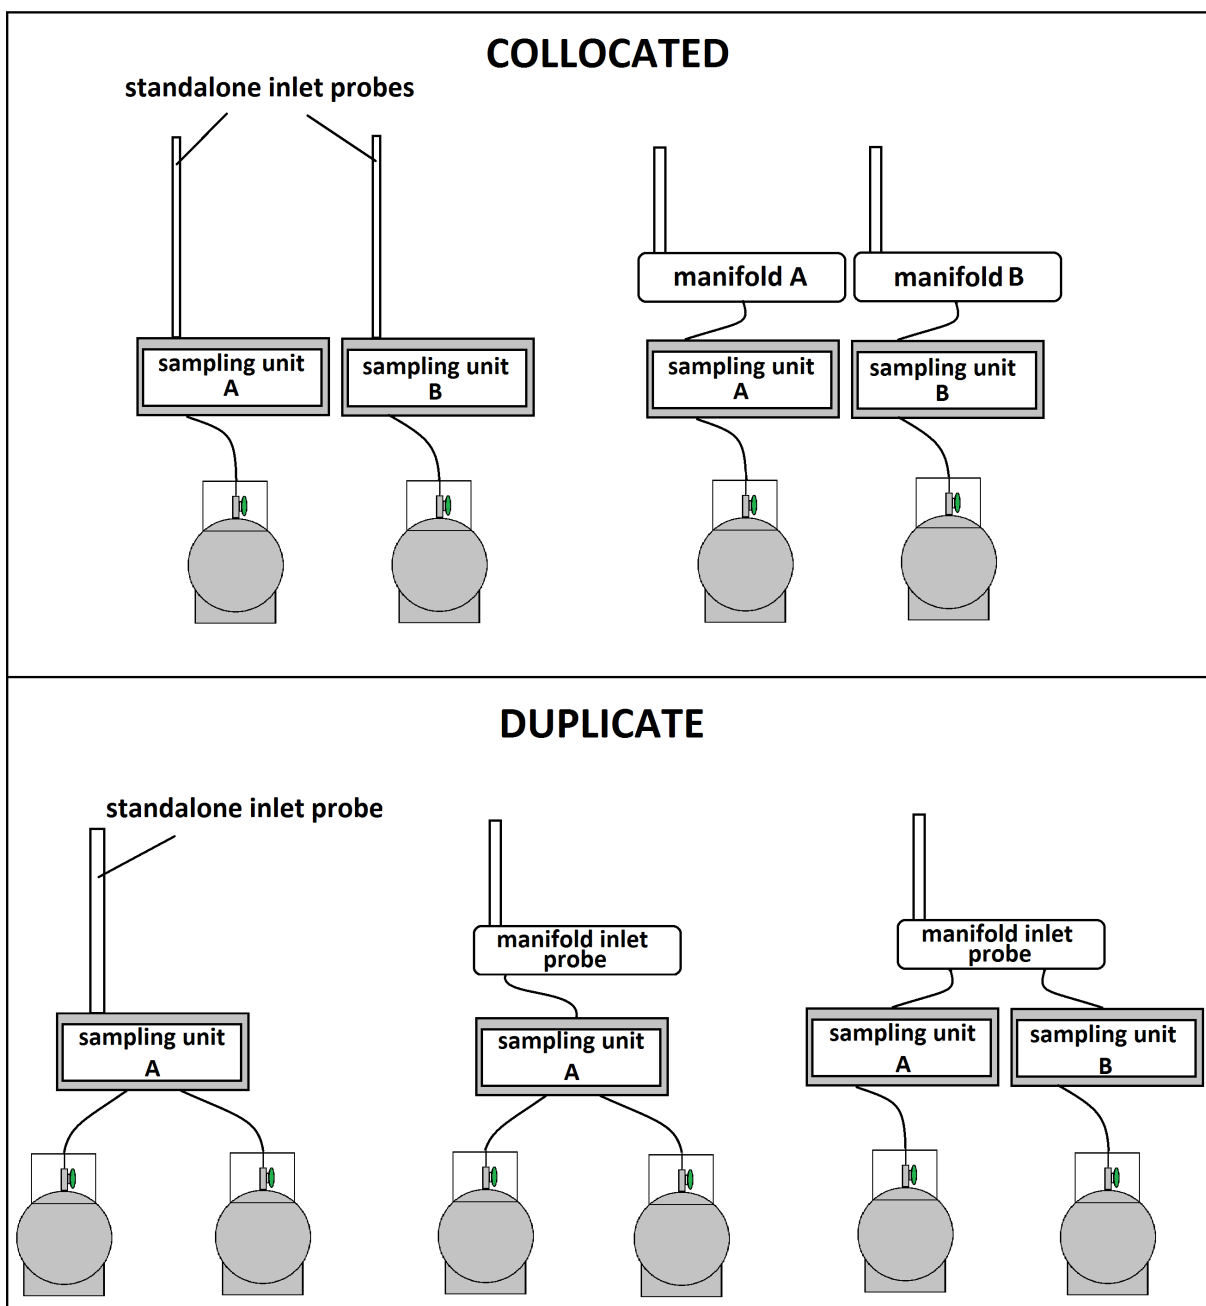 COLLOCATED
standalone inlet probes
manifold A
manifold B
sampling unit
A
sampling unit
B
sampling unit
A
sampling unit
B
DUPLICATE
standalone inlet probe
manifold inlet
probe
manifold inlet
probe
sampling unit
A
sampling unit
A
sampling unit
A
sampling unit
B